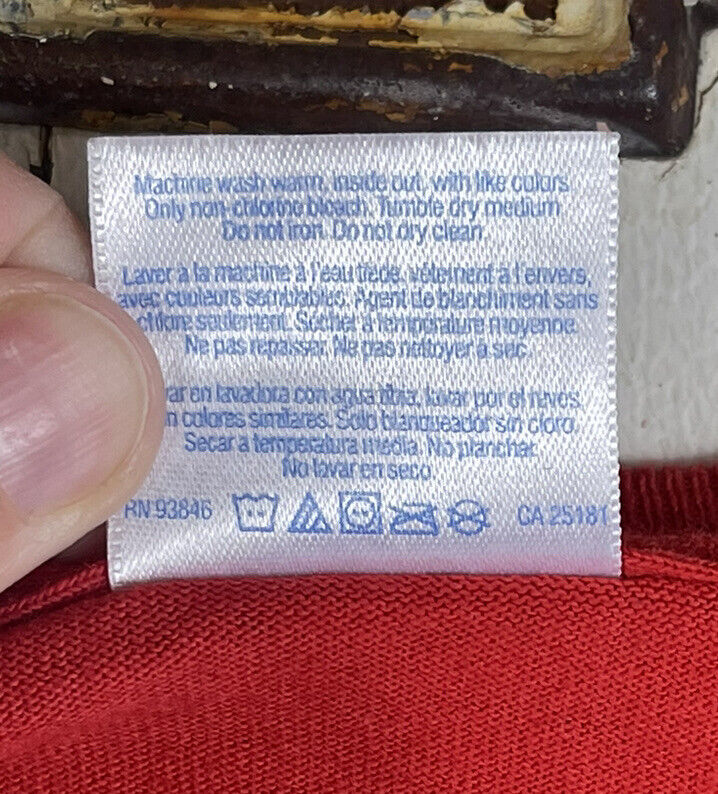 Machine wash warm, inside out, with like colors.
Only non-chlorine bleach. Tumble dry medium.
Do not iron. Do not dry clean.
Laver à la machine à l'eau tiède, vêtement à l'envers,
avec couleurs semblables. Agent de blanchiment sans
chlore seulement. Sécher à température moyenne.
Ne pas repasser. Ne pas nettoyer à sec.
en lavadora con agua tibia, lavar por el revés,
colores similares. Solo blanqueador sin cloro.
Secar a temperatura media. No planchar.
No lavar en seco.
RN 93846 CA 25181